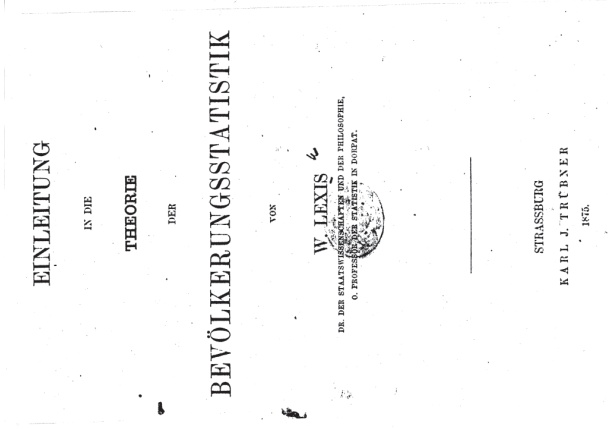 EINLEITUNG
IN DIE
THEORIE
DER
BEVÖLKERUNGSSTATISTIK
VON
W. LEXIS
DR. DER STAATSWISSENSCHAFTEN UND DER PHILOSOPHIE,
O. PROFESSOR DER STATISTIK IN DORPAT.
STRASSBURG
KARL J. TRÜBNER
1875.